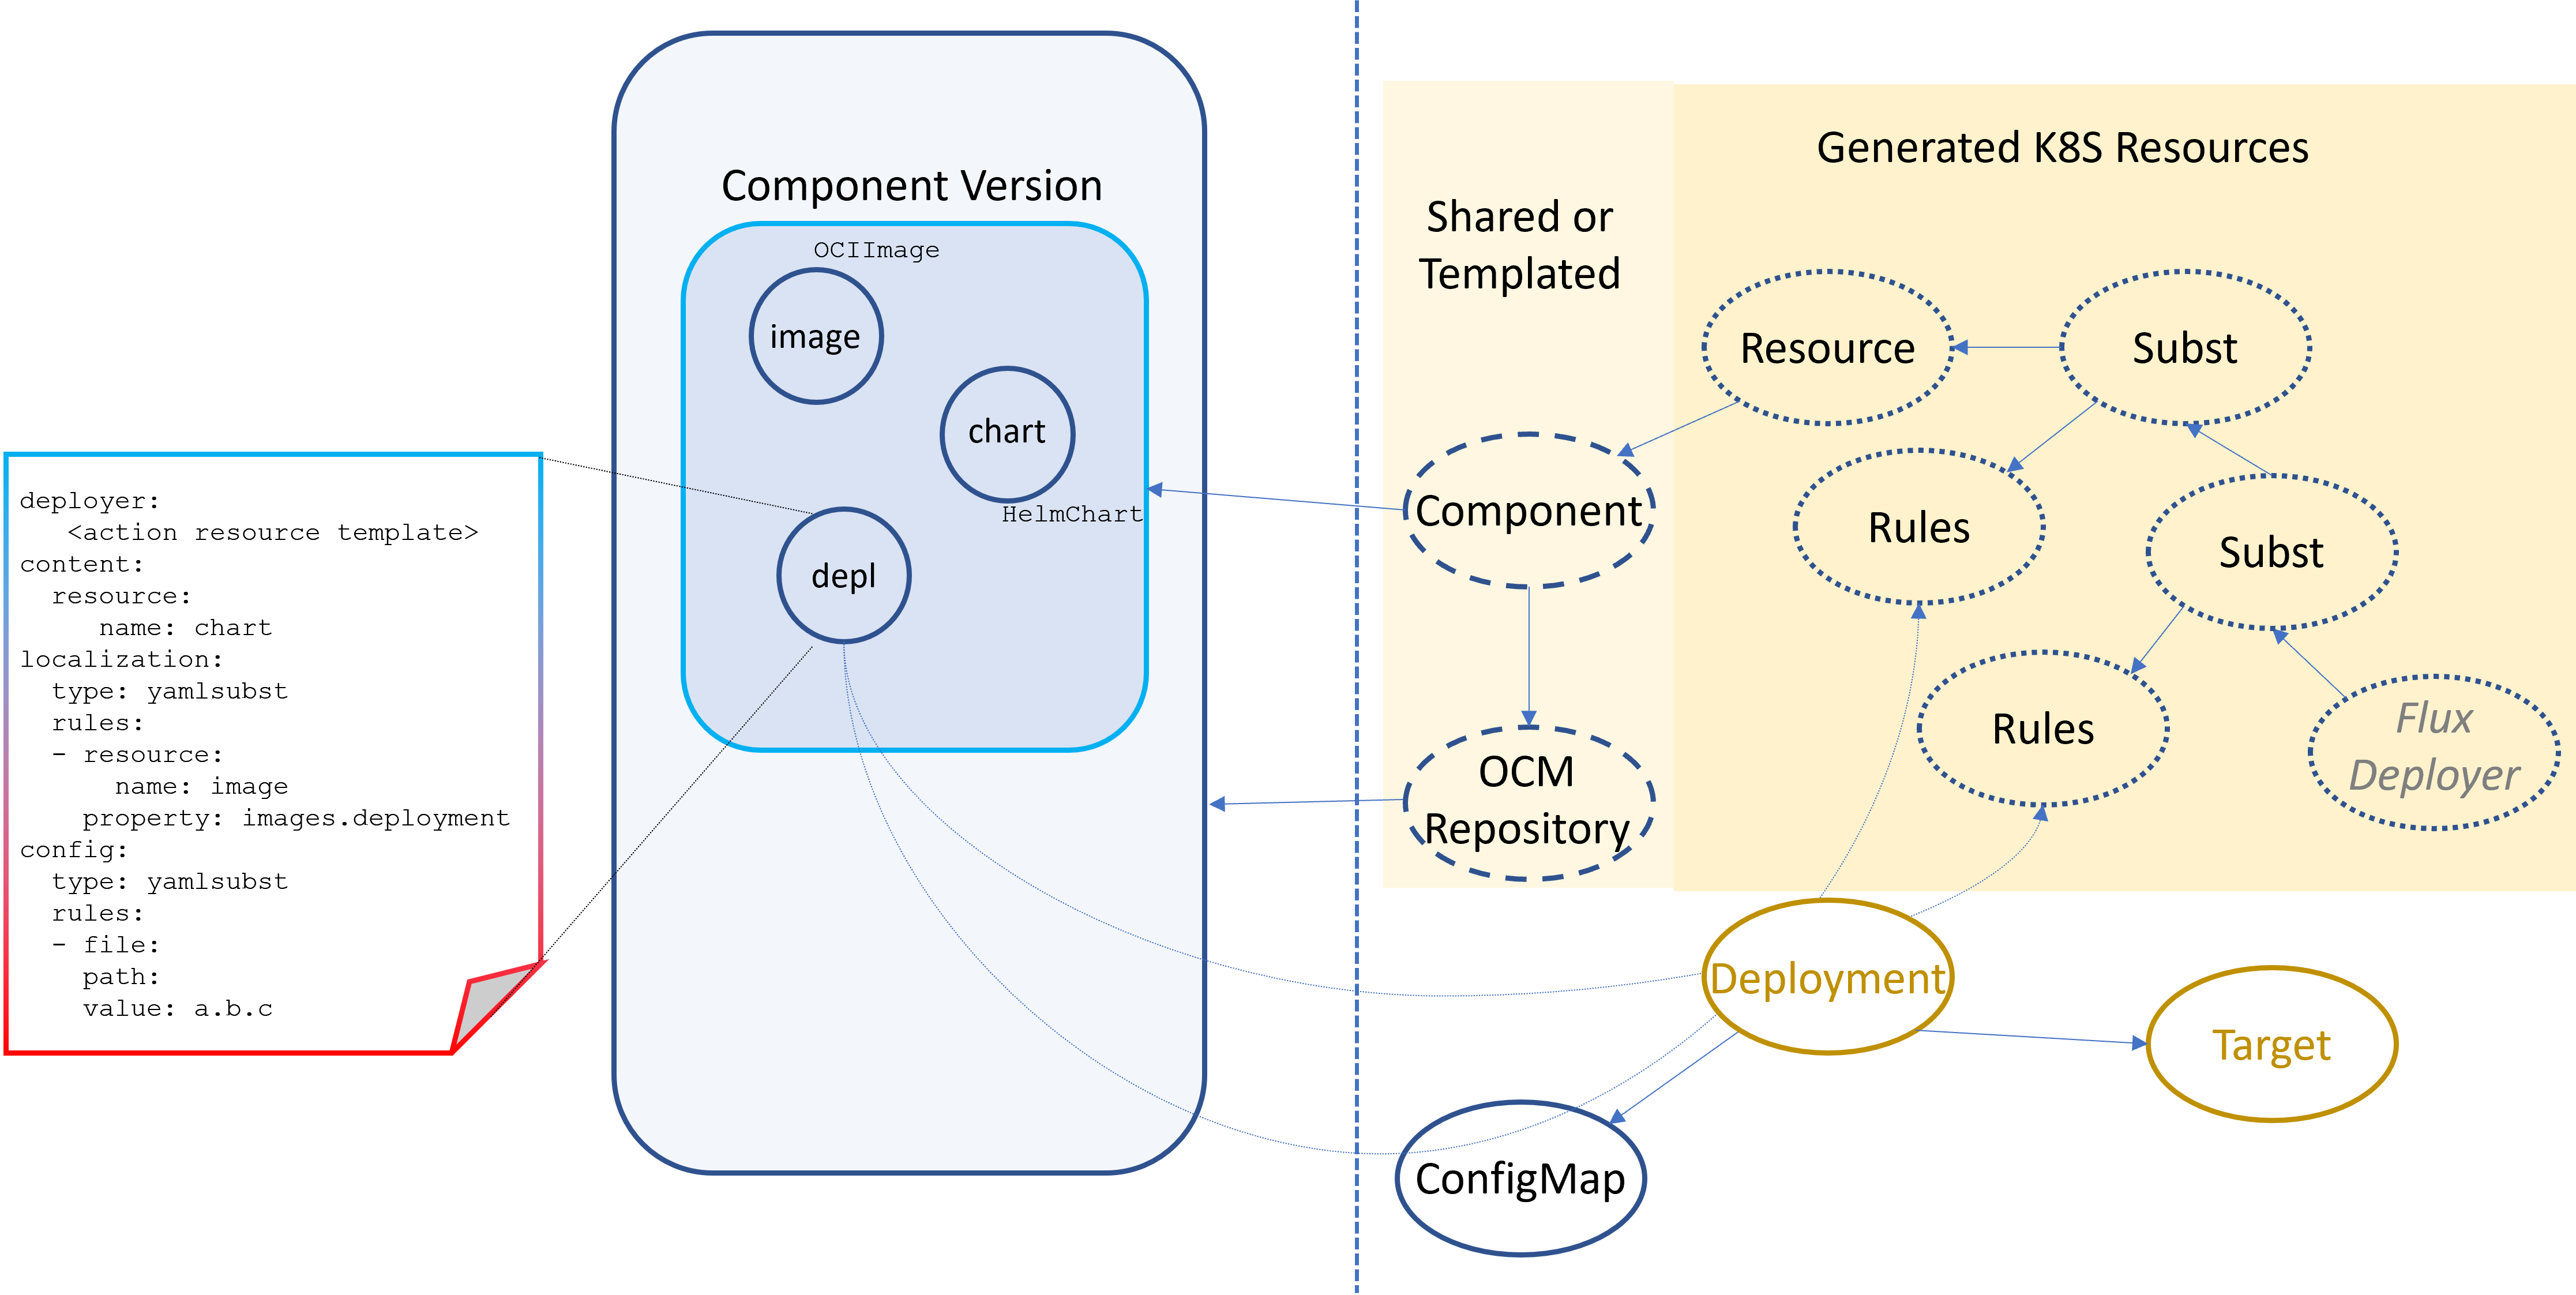 deployer:
<action resource template>
content:
resource:
name: chart
localization:
type: yamlsubst
rules:
- resource:
name: image
property: images.deployment
config:
type: yamlsubst
rules:
- file:
path:
value: a.b.c
Component Version
OCIImage
image
chart
HelmChart
depl
Shared or
Templated
Component
OCM
Repository
Generated K8S Resources
Resource
Subst
Rules
Subst
Rules
Flux
Deployer
Deployment
Target
ConfigMap